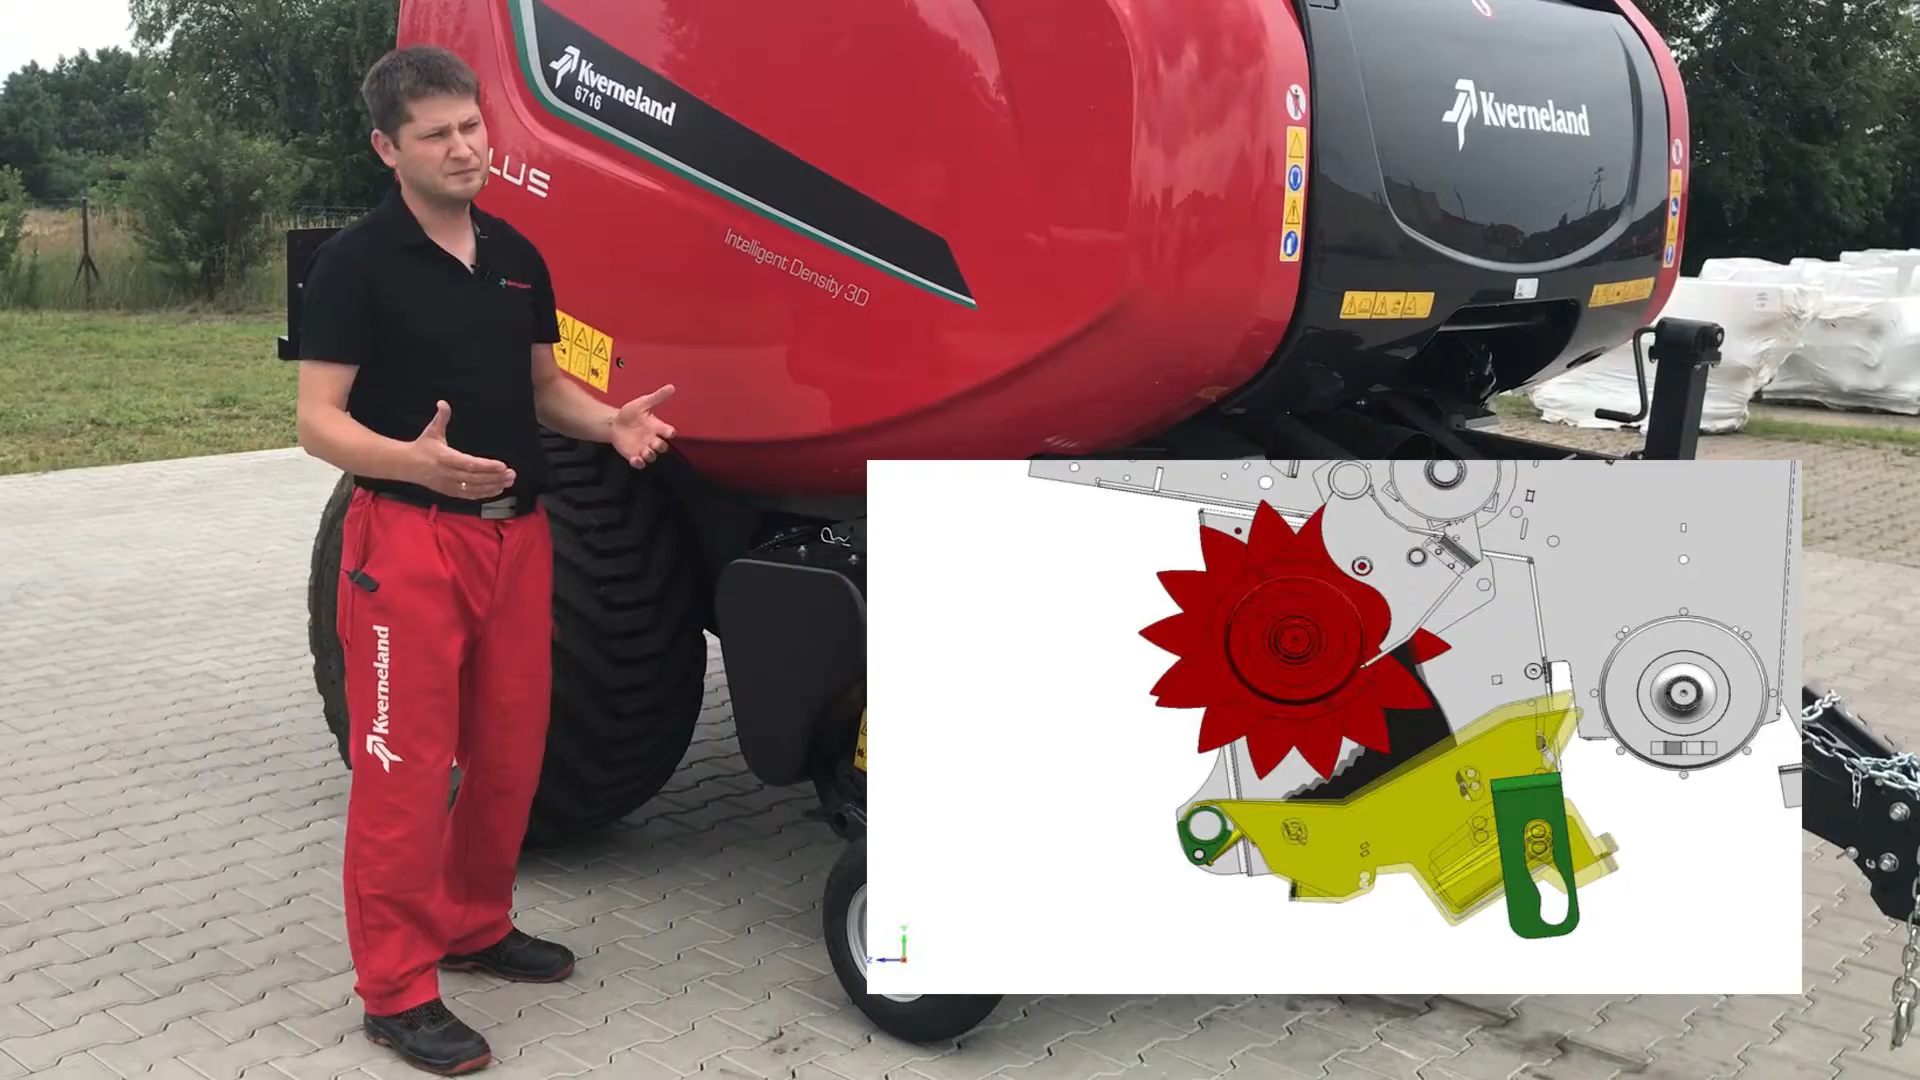 Kverneland
6716
LUS
Intelligent Density 3D
Kverneland
Kverneland